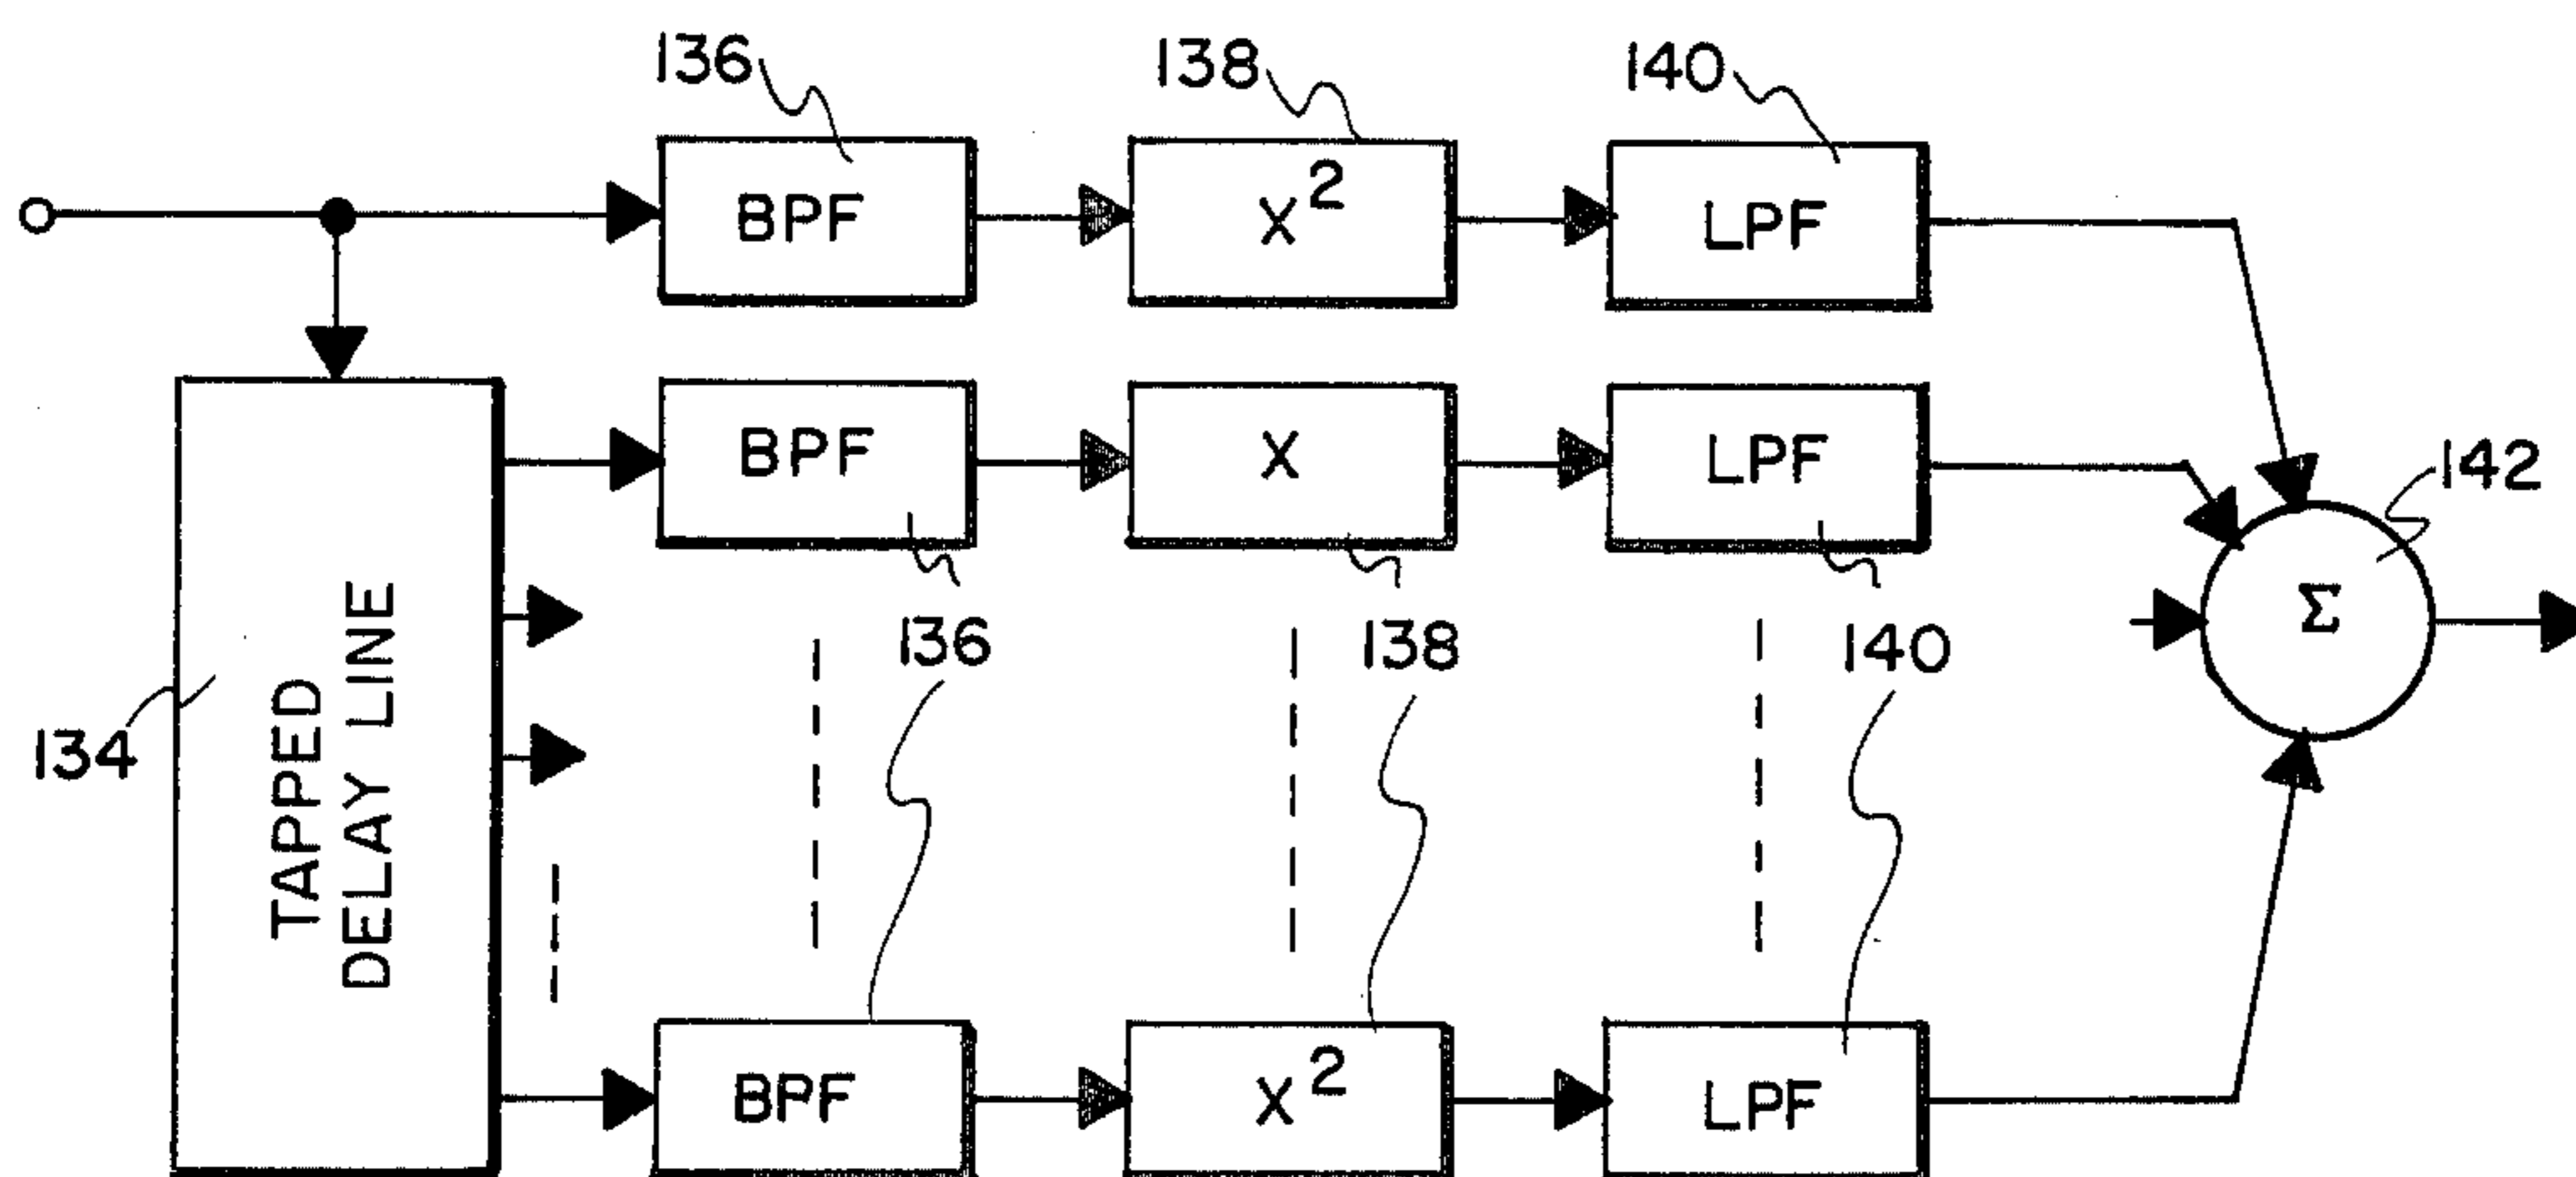 136
138
140
BPF
X²
LPF
BPF
X
LPF
142
Σ
136
138
140
134
TAPPED
DELAY LINE
BPF
X²
LPF